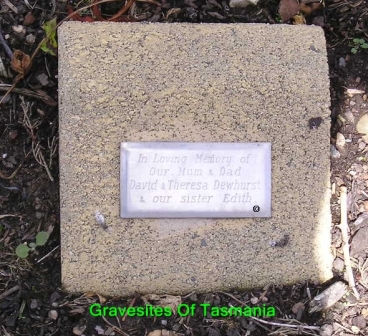 In Loving Memory of
Our Mum & Dad
David & Theresa Dewhurst
& our sister Edith
Gravesites Of Tasmania